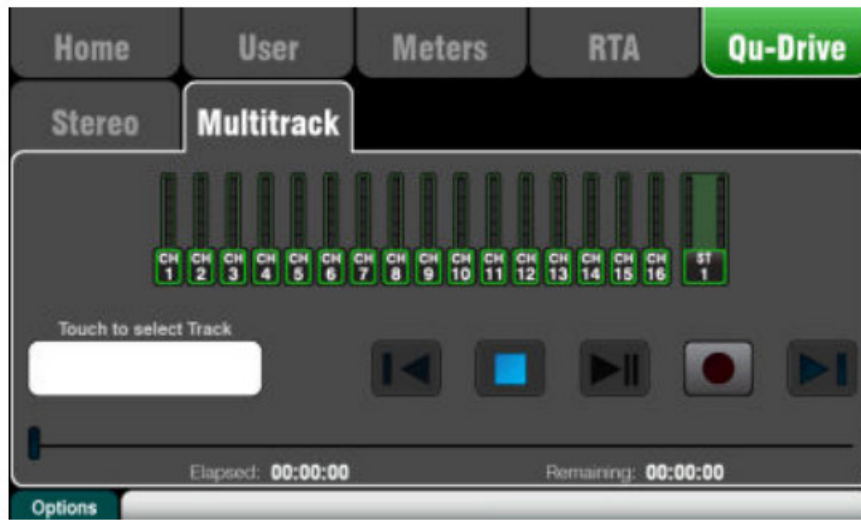 Home User Meters RTA Qu-Drive
Stereo Multitrack
CH 1 CH 2 CH 3 CH 4 CH 5 CH 6 CH 7 CH 8 CH 9 CH 10 CH 11 CH 12 CH 13 CH 14 CH 15 CH 16 ST 1
Touch to select Track
Elapsed: 00:00:00 Remaining: 00:00:00
Options